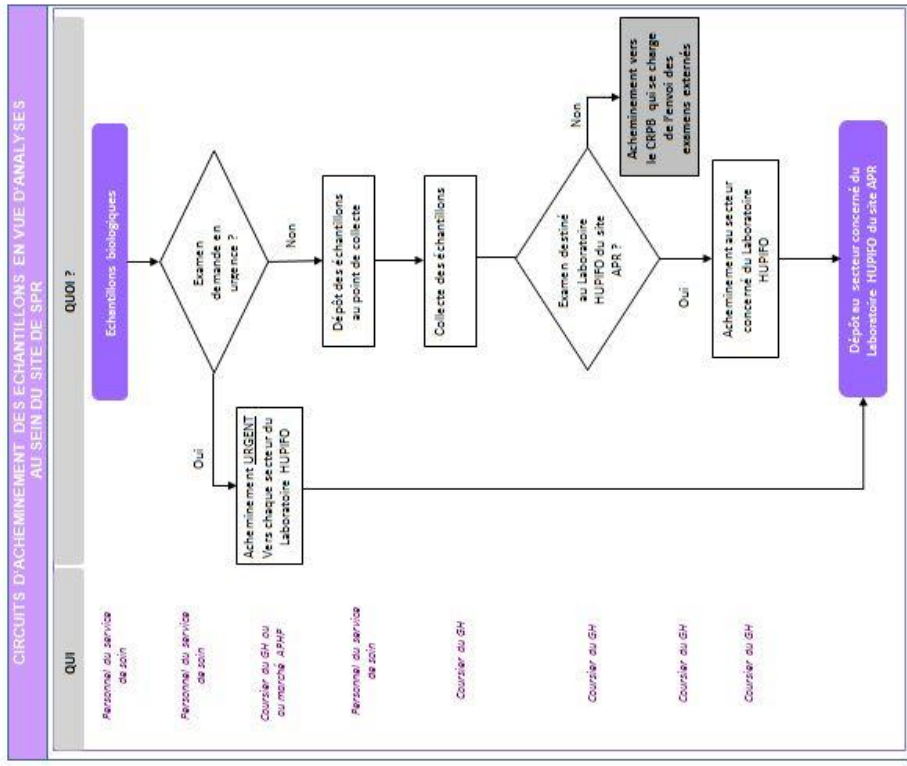 CIRCUITS D'ACHEMINEMENT DES ECHANTILLONS EN VUE D'ANALYSES
AU SEIN DU SITE DE SPR
QUI
QUOI ?
Personnel du service
de soin
Echantillons biologiques
Personnel du service
de soin
Examen
demande en
urgence ?
Oui
Non
Coursier du GH ou
au marché APHP
Acheminement URGENT
Vers chaque secteur du
Laboratoire HUPIFO
Personnel du service
de soin
Dépôt des échantillons
au point de collecte
Coursier du GH
Collecte des échantillons
Coursier du GH
Examen destiné
au Laboratoire
HUPIFO du site
APR ?
Non
Acheminement vers
le CRPB qui se charge
de l'envoi des
examens externés
Oui
Coursier du GH
Coursier du GH
Acheminement au secteur
concerné du Laboratoire
HUPIFO
Dépôt au secteur concerné du
Laboratoire HUPIFO du site APR